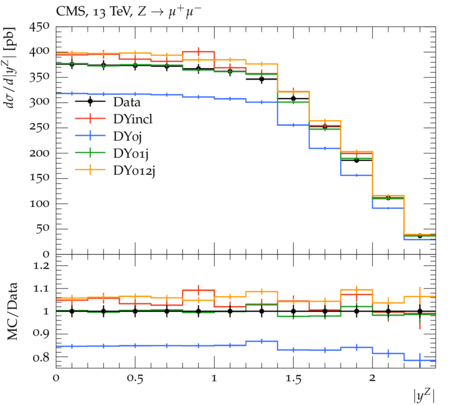 CMS, 13 TeV, Z → μ⁺μ⁻
dσ/d|y^Z| [pb]
450
400
350
300
250
200
150
100
50
0
Data
DYincl
DY0j
DY01j
DY012j
MC/Data
1.2
1.1
1
0.9
0.8
0
0.5
1
1.5
2
|y^Z|